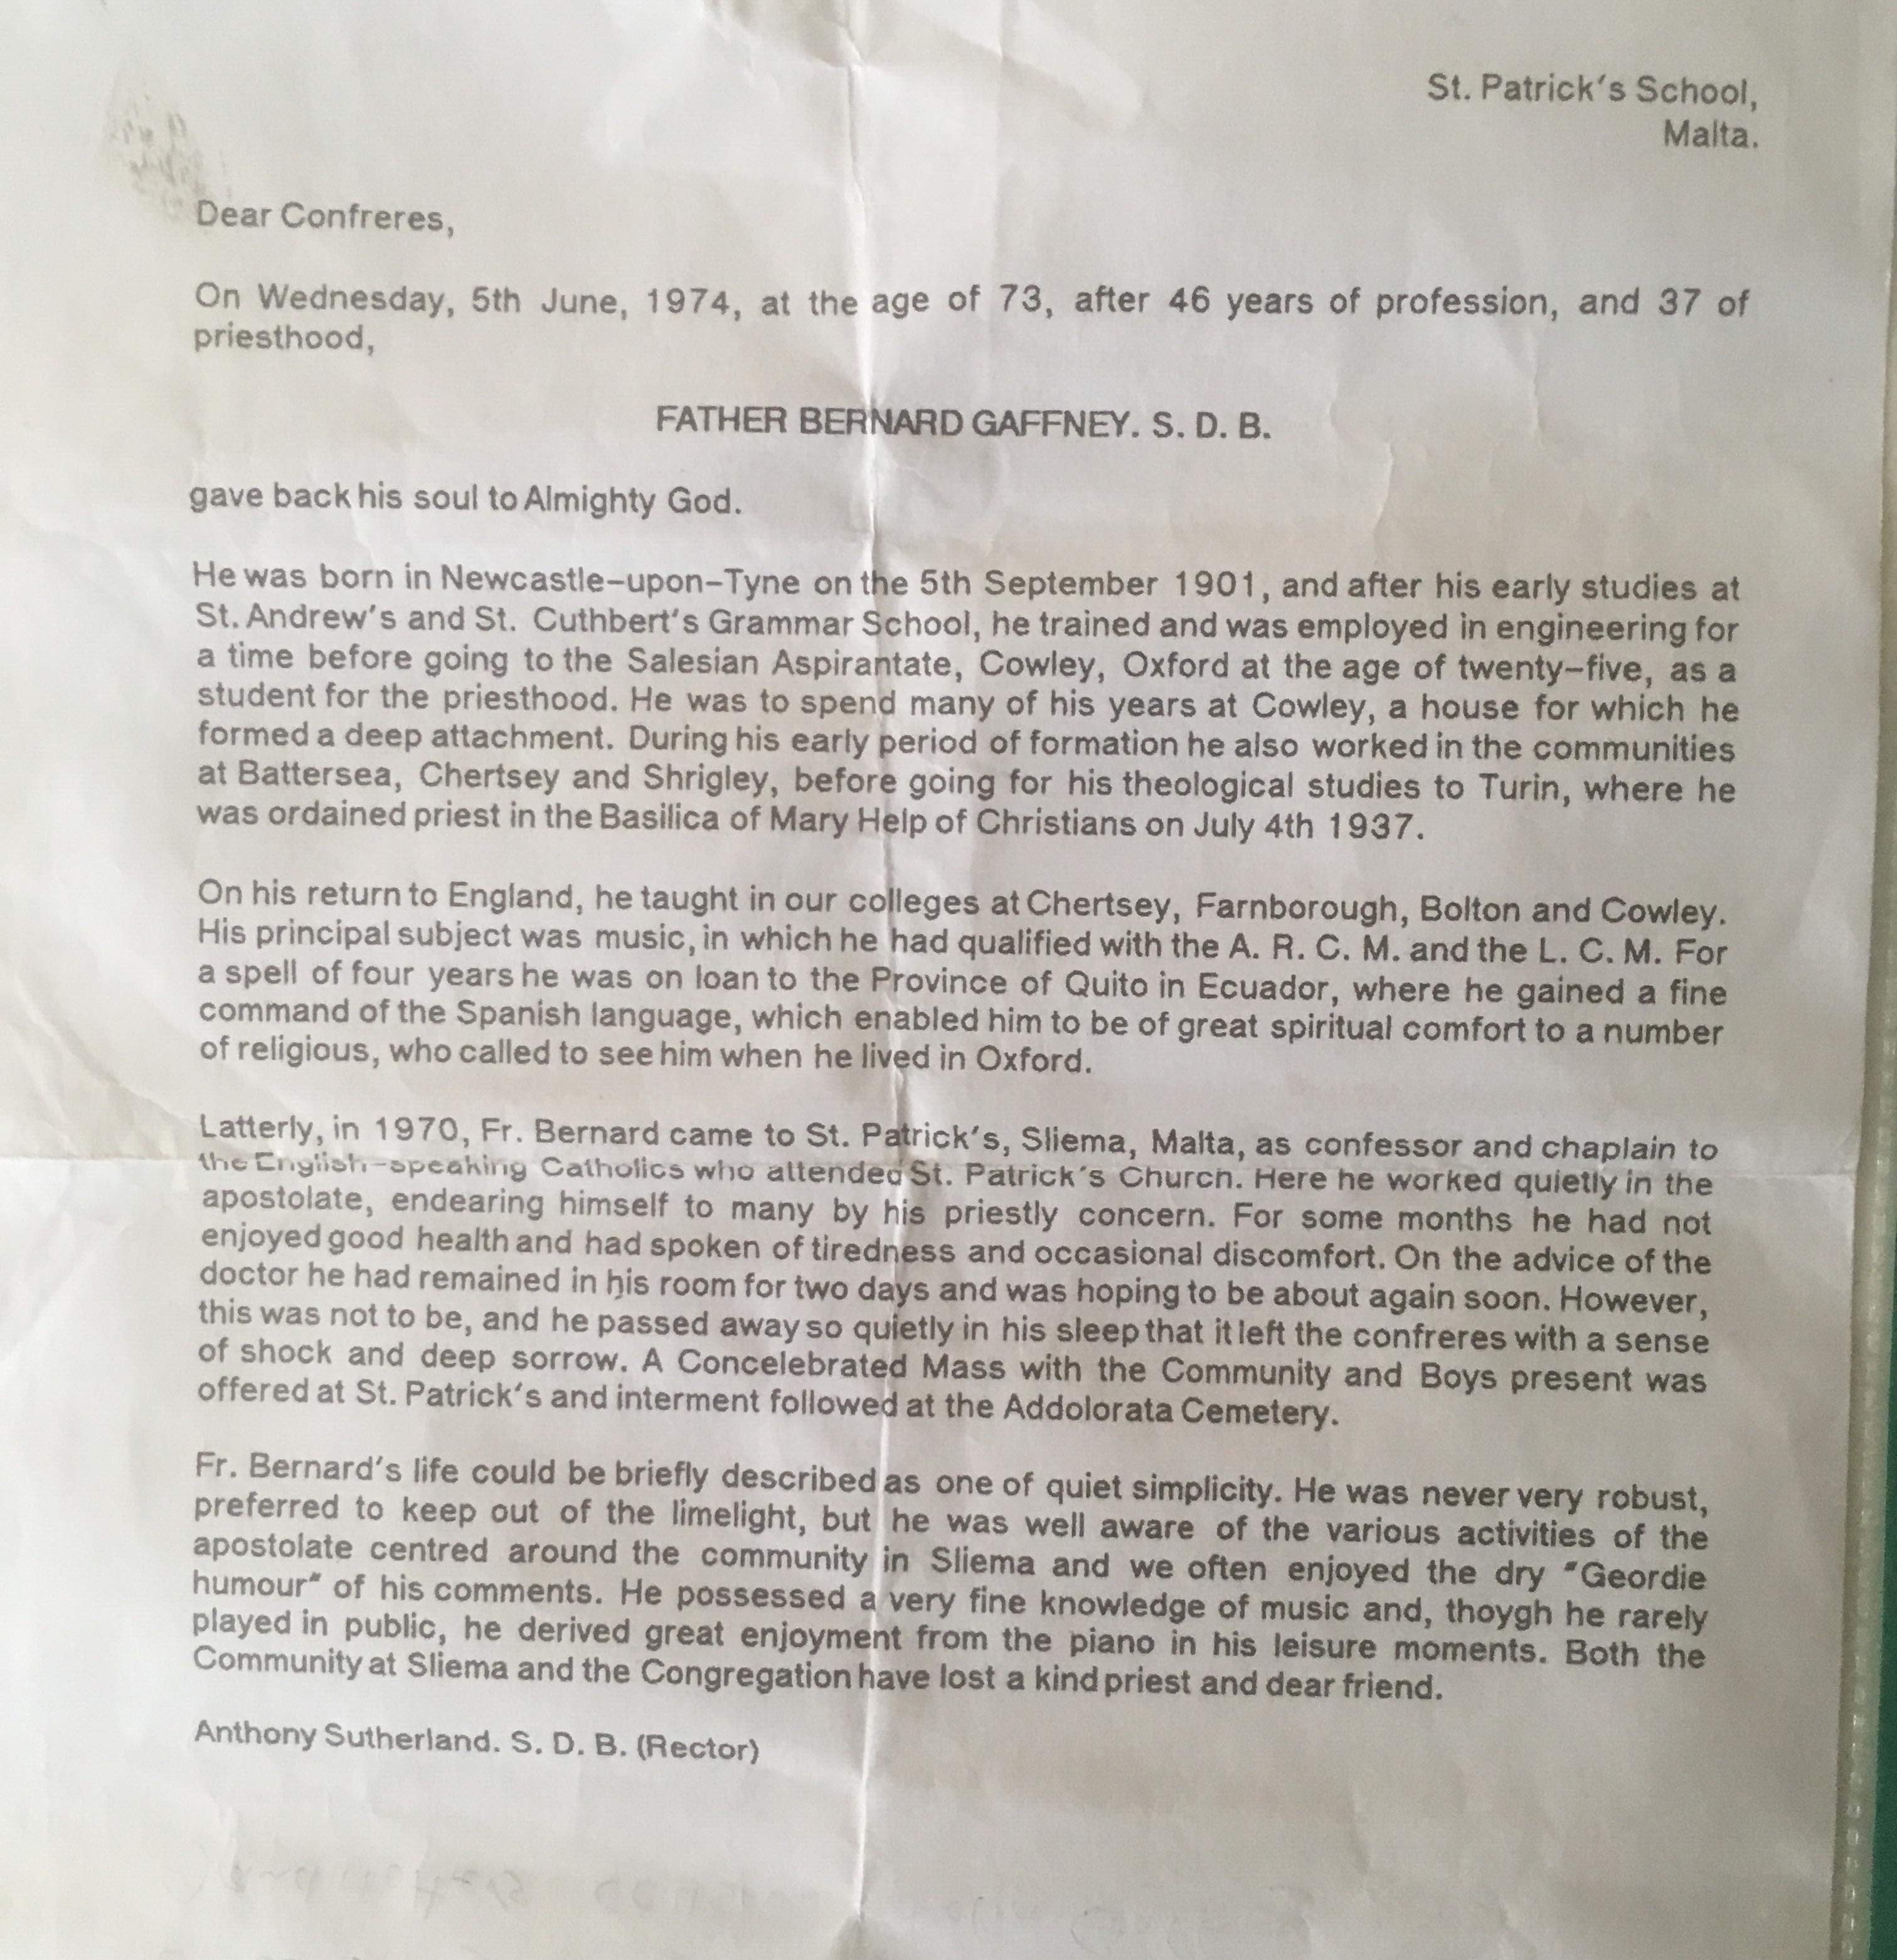 St. Patrick's School,
Malta.
Dear Confreres,
On Wednesday, 5th June, 1974, at the age of 73, after 46 years of profession, and 37 of
priesthood,
FATHER BERNARD GAFFNEY. S. D. B.
gave back his soul to Almighty God.
He was born in Newcastle-upon-Tyne on the 5th September 1901, and after his early studies at
St. Andrew's and St. Cuthbert's Grammar School, he trained and was employed in engineering for
a time before going to the Salesian Aspirantate, Cowley, Oxford at the age of twenty-five, as a
student for the priesthood. He was to spend many of his years at Cowley, a house for which he
formed a deep attachment. During his early period of formation he also worked in the communities
at Battersea, Chertsey and Shrigley, before going for his theological studies to Turin, where he
was ordained priest in the Basilica of Mary Help of Christians on July 4th 1937.
On his return to England, he taught in our colleges at Chertsey, Farnborough, Bolton and Cowley.
His principal subject was music, in which he had qualified with the A. R. C. M. and the L. C. M. For
a spell of four years he was on loan to the Province of Quito in Ecuador, where he gained a fine
command of the Spanish language, which enabled him to be of great spiritual comfort to a number
of religious, who called to see him when he lived in Oxford.
Latterly, in 1970, Fr. Bernard came to St. Patrick's, Sliema, Malta, as confessor and chaplain to
the English-speaking Catholics who attended St. Patrick's Church. Here he worked quietly in the
apostolate, endearing himself to many by his priestly concern. For some months he had not
enjoyed good health and had spoken of tiredness and occasional discomfort. On the advice of the
doctor he had remained in his room for two days and was hoping to be about again soon. However,
this was not to be, and he passed away so quietly in his sleep that it left the confreres with a sense
of shock and deep sorrow. A Concelebrated Mass with the Community and Boys present was
offered at St. Patrick's and interment followed at the Addolorata Cemetery.
Fr. Bernard's life could be briefly described as one of quiet simplicity. He was never very robust,
preferred to keep out of the limelight, but he was well aware of the various activities of the
apostolate centred around the community in Sliema and we often enjoyed the dry "Geordie
humour" of his comments. He possessed a very fine knowledge of music and, thoygh he rarely
played in public, he derived great enjoyment from the piano in his leisure moments. Both the
Community at Sliema and the Congregation have lost a kind priest and dear friend.
Anthony Sutherland. S. D. B. (Rector)